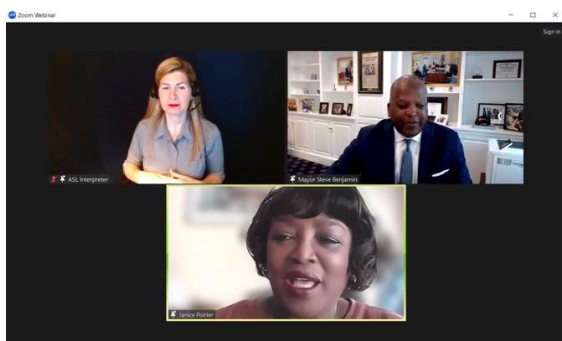 Zoom Webinar
Sign in
ASL Interpreter
Mayor Steve Benjamin
Janice Poirier